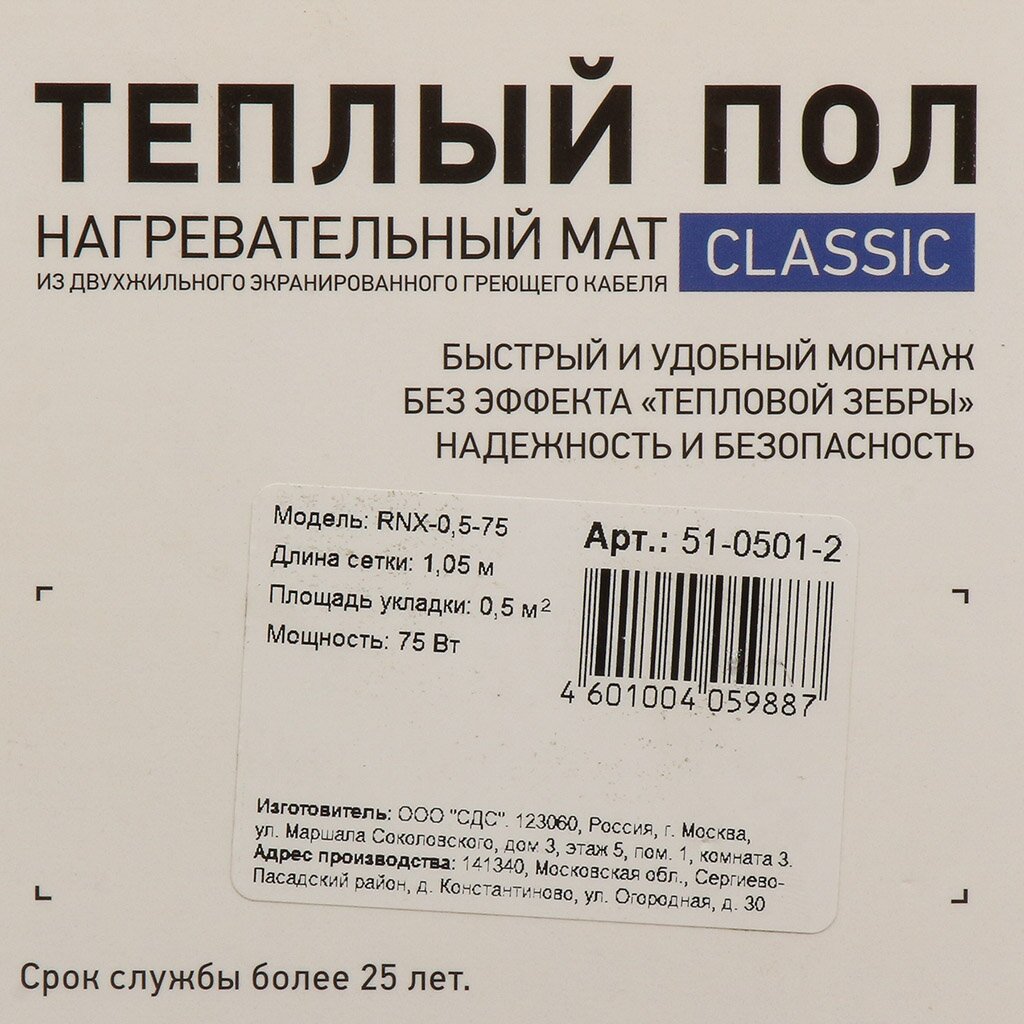 ТЕПЛЫЙ ПОЛ
НАГРЕВАТЕЛЬНЫЙ МАТ CLASSIC
ИЗ ДВУХЖИЛЬНОГО ЭКРАНИРОВАННОГО ГРЕЮЩЕГО КАБЕЛЯ
БЫСТРЫЙ И УДОБНЫЙ МОНТАЖ
БЕЗ ЭФФЕКТА «ТЕПЛОВОЙ ЗЕБРЫ»
НАДЕЖНОСТЬ И БЕЗОПАСНОСТЬ
Модель: RNX-0,5-75
Длина сетки: 1,05 м
Площадь укладки: 0,5 м²
Мощность: 75 Вт
Арт.: 51-0501-2
4 601004 059887
Изготовитель: ООО "СДС". 123060, Россия, г. Москва,
ул. Маршала Соколовского, дом 3, этаж 5, пом. 1, комната 3.
Адрес производства: 141340, Московская обл., Сергиево-
Пасадский район, д. Константиново, ул. Огородная, д. 30
Срок службы более 25 лет.